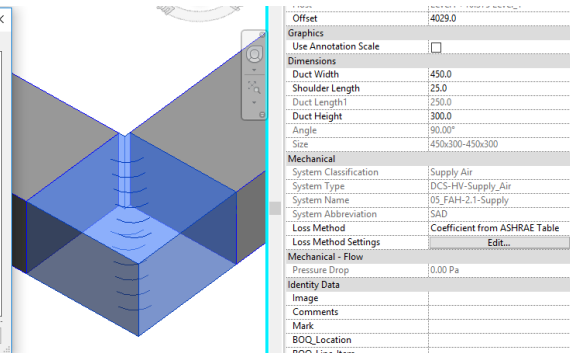 Offset 4029.0
Graphics
Use Annotation Scale
Dimensions
Duct Width 450.0
Shoulder Length 25.0
Duct Length1 250.0
Duct Height 300.0
Angle 90.00°
Size 450x300-450x300
Mechanical
System Classification Supply Air
System Type DCS-HV-Supply_Air
System Name 05_FAH-2.1-Supply
System Abbreviation SAD
Loss Method Coefficient from ASHRAE Table
Loss Method Settings Edit...
Mechanical - Flow
Pressure Drop 0.00 Pa
Identity Data
Image
Comments
Mark
BOQ_Location